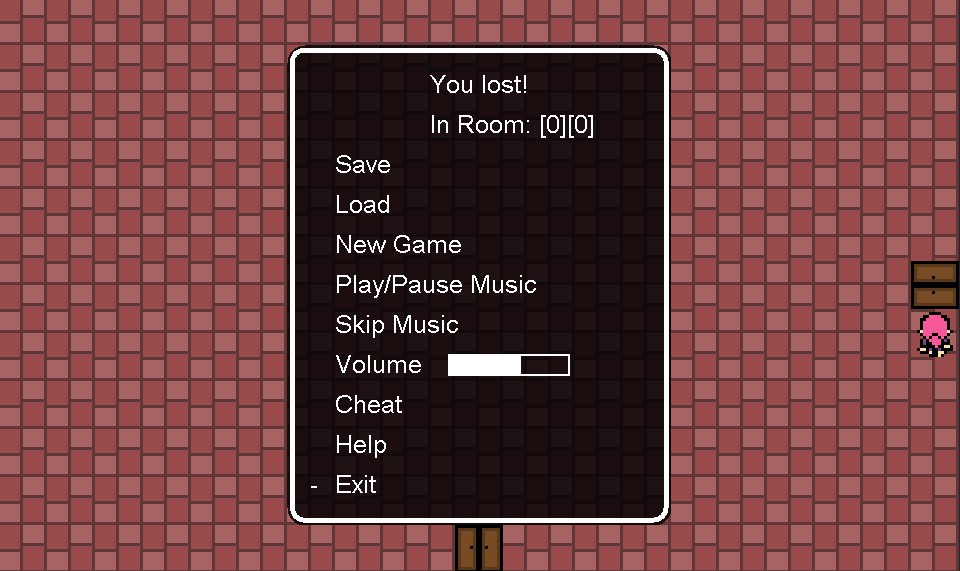 You lost!
In Room: [0][0]
Save
Load
New Game
Play/Pause Music
Skip Music
Volume
Cheat
Help
- Exit